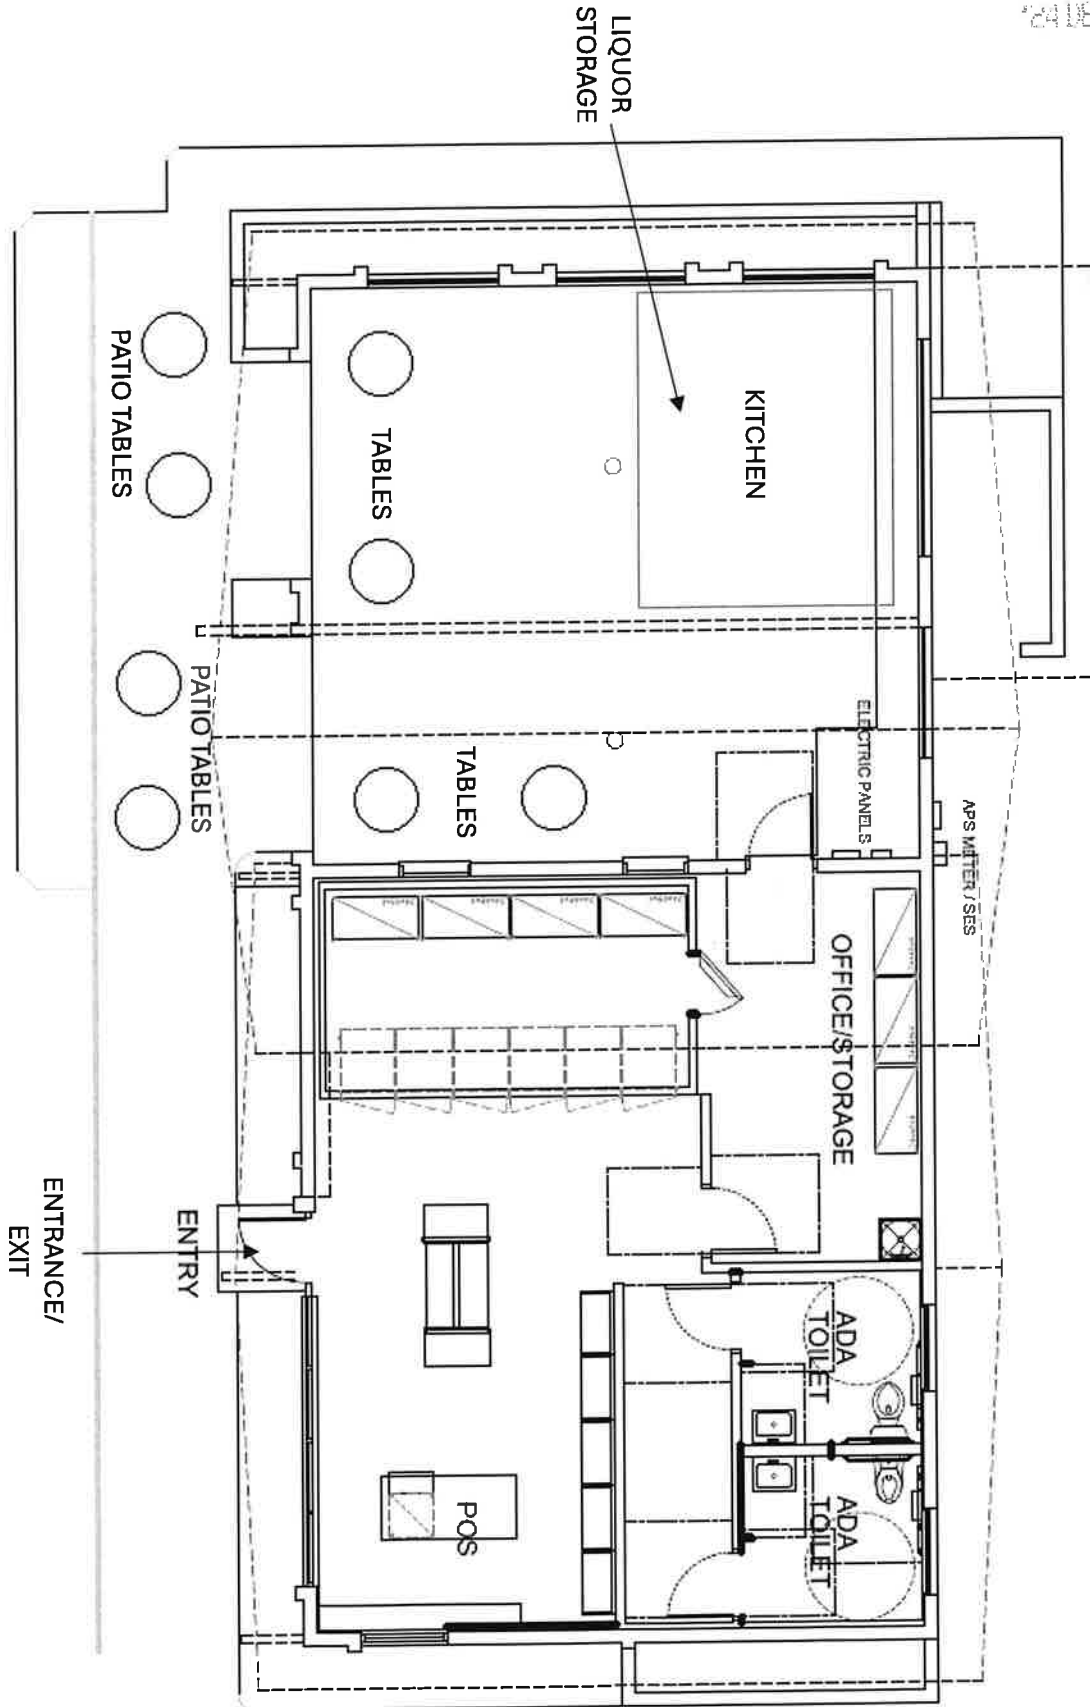 LIQUOR
STORAGE
KITCHEN
TABLES
PATIO TABLES
ELECTRIC PANELS
APS METER / SES
TABLES
PATIO TABLES
OFFICE/STORAGE
ENTRY
ENTRANCE/
EXIT
ADA
TOILET
ADA
TOILET
POS